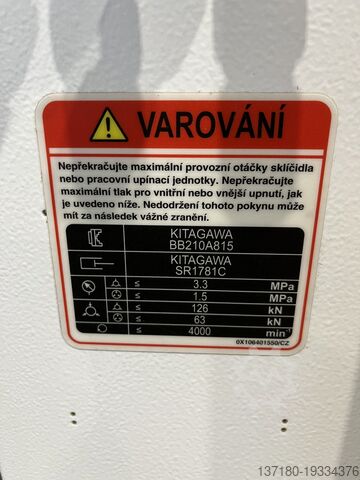 VAROVÁNÍ
Nepřekračujte maximální provozní otáčky sklíčidla
nebo pracovní upínací jednotky. Nepřekračujte
maximální tlak pro vnitřní nebo vnější upnutí, jak
je uvedeno níže. Nedodržení tohoto pokynu může
mít za následek vážné zranění.
KITAGAWA
BB210A815
KITAGAWA
SR1781C
≤ 3.3 MPa
≤ 1.5 MPa
≤ 126 kN
≤ 63 kN
≤ 4000 min⁻¹
0X106401550/CZ
137180-19334376